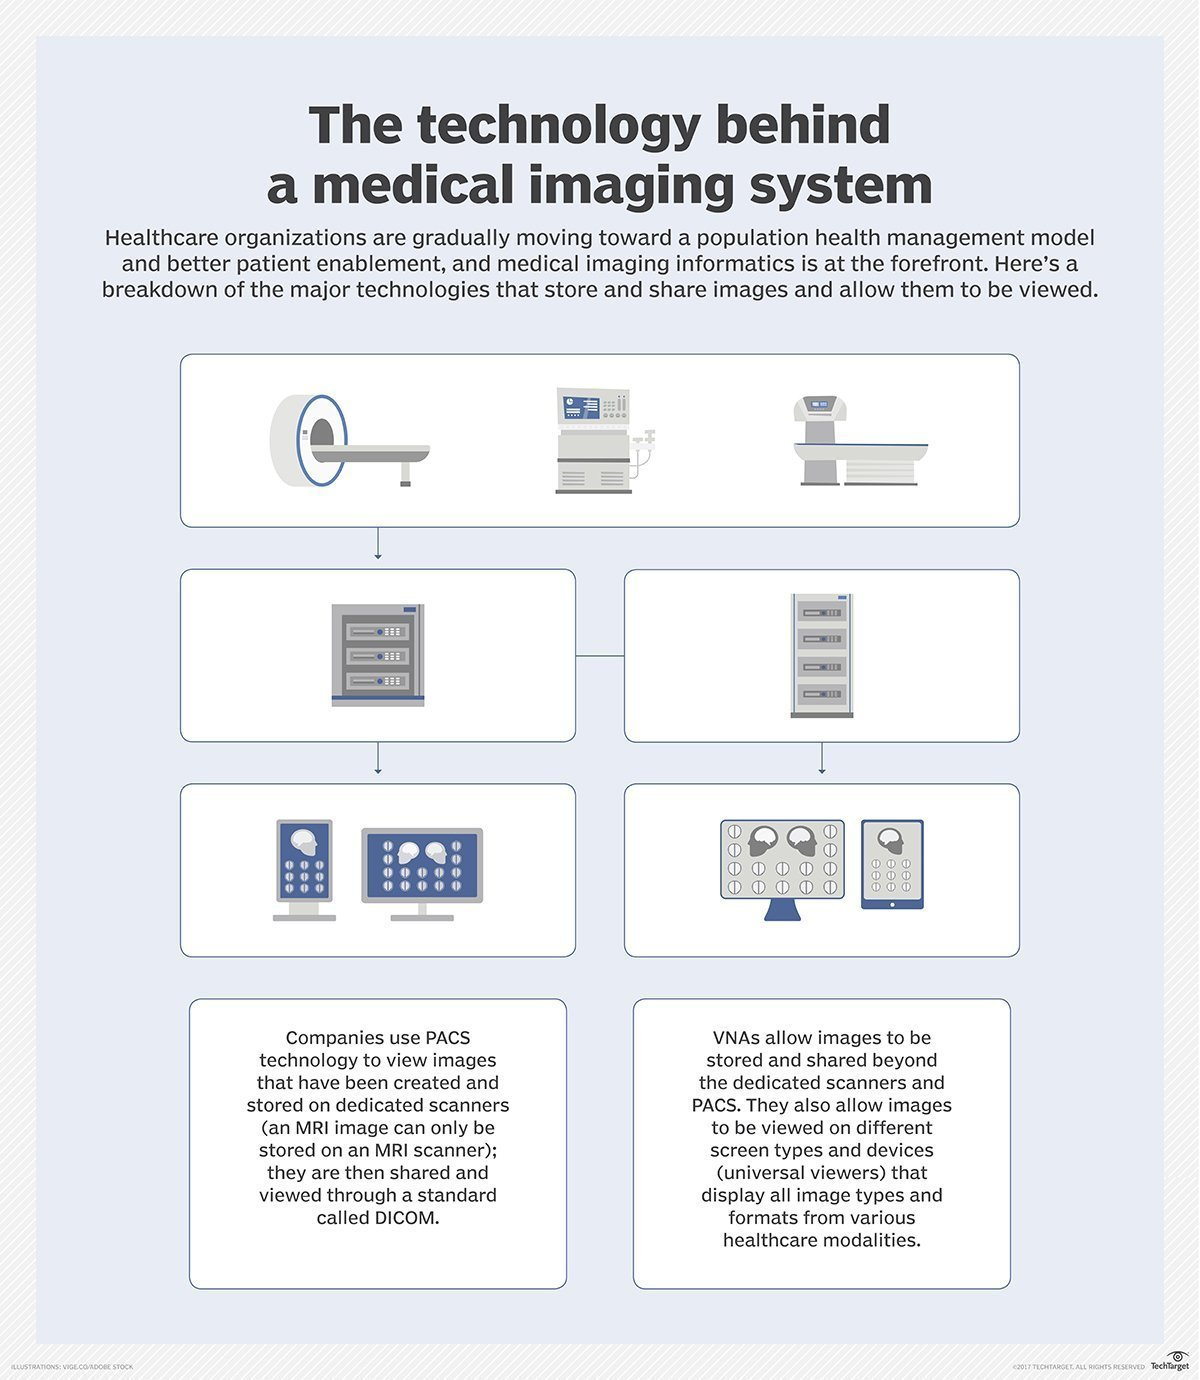 The technology behind
a medical imaging system
Healthcare organizations are gradually moving toward a population health management model
and better patient enablement, and medical imaging informatics is at the forefront. Here's a
breakdown of the major technologies that store and share images and allow them to be viewed.
Companies use PACS
technology to view images
that have been created and
stored on dedicated scanners
(an MRI image can only be
stored on an MRI scanner);
they are then shared and
viewed through a standard
called DICOM.
VNAs allow images to be
stored and shared beyond
the dedicated scanners and
PACS. They also allow images
to be viewed on different
screen types and devices
(universal viewers) that
display all image types and
formats from various
healthcare modalities.
ILLUSTRATIONS: VIGE.CO/ADOBE STOCK
©2017 TECHTARGET. ALL RIGHTS RESERVED
TechTarget